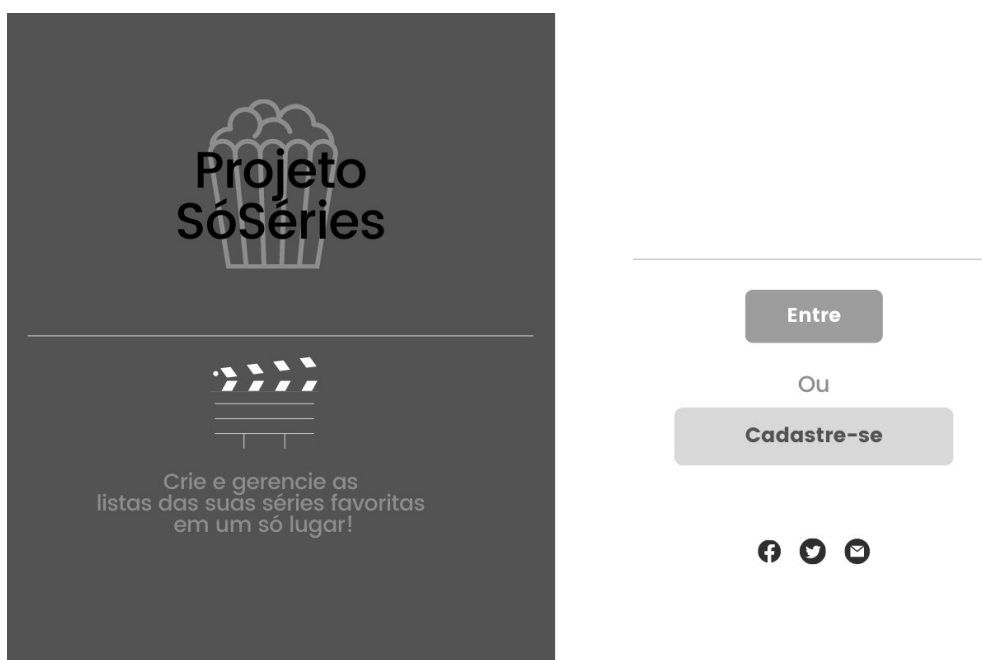 Projeto
SóSéries
Crie e gerencie as
listas das suas séries favoritas
em um só lugar!
Entre
Ou
Cadastre-se